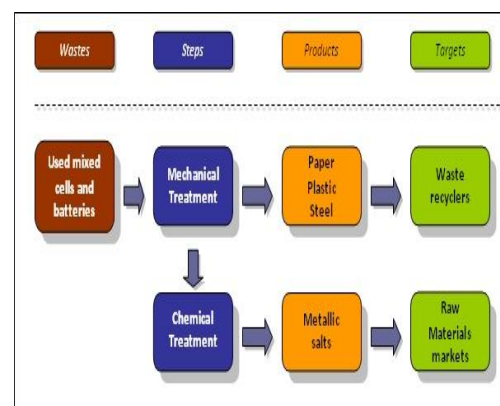 Wastes
Steps
Products
Targets
Used mixed
cells and
batteries
Mechanical
Treatment
Paper
Plastic
Steel
Waste
recyclers
Chemical
Treatment
Metallic
salts
Raw
Materials
markets